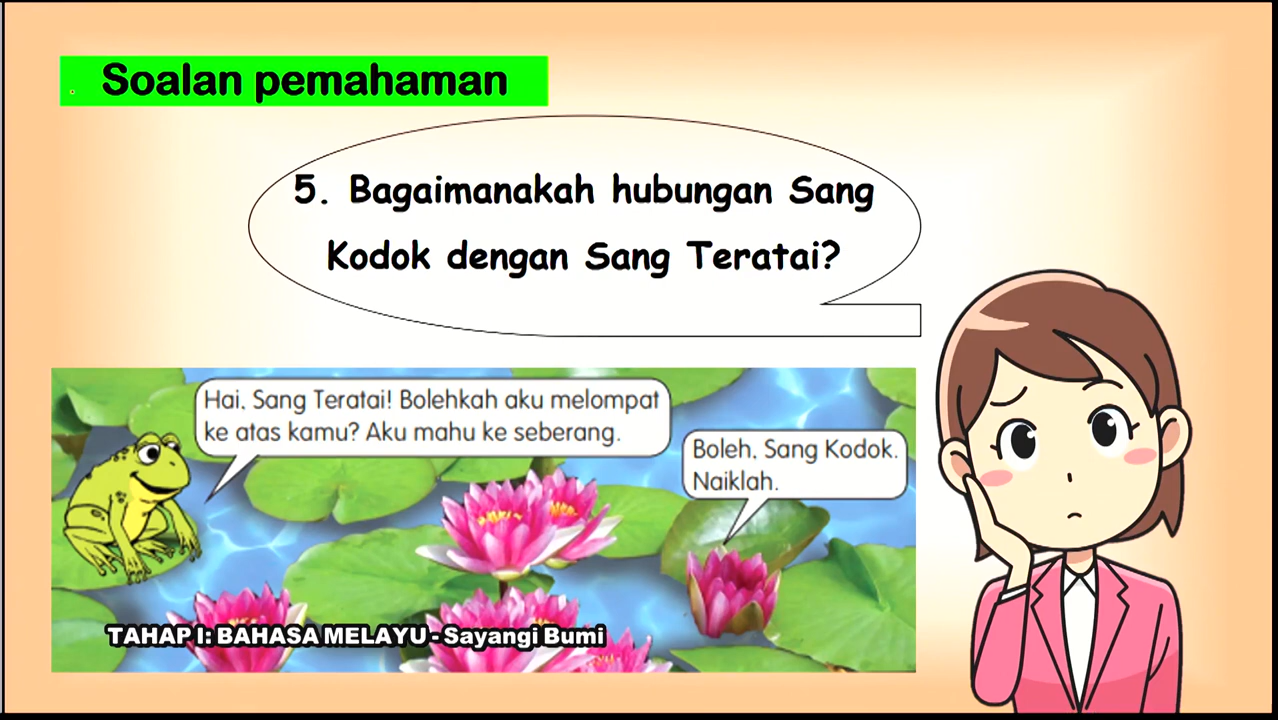 Soalan pemahaman
5. Bagaimanakah hubungan Sang
Kodok dengan Sang Teratai?
Hai, Sang Teratai! Bolehkah aku melompat
ke atas kamu? Aku mahu ke seberang.
Boleh, Sang Kodok.
Naiklah.
TAHAP I: BAHASA MELAYU - Sayangi Bumi